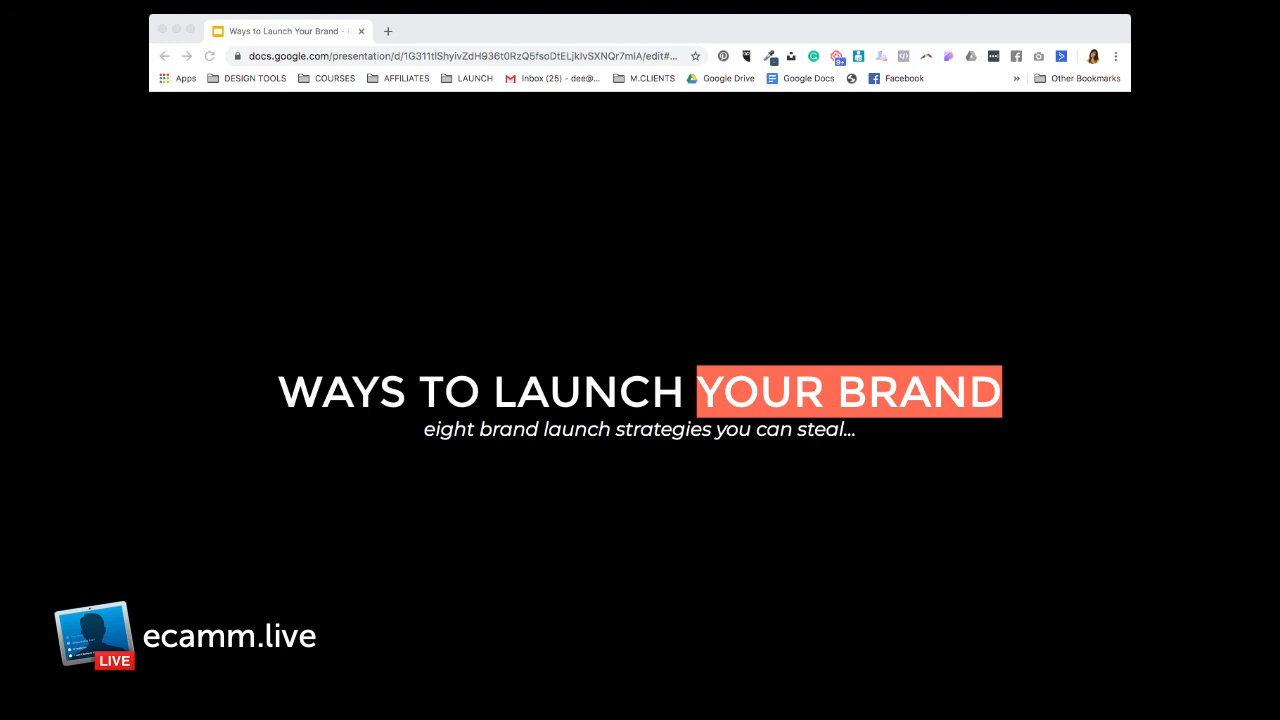 Ways to Launch Your Brand -
docs.google.com/presentation/d/1G311tlShyivZdH936t0RzQ5fsoDtELjkIvSXNQr7mIA/edit#...
Apps DESIGN TOOLS COURSES AFFILIATES LAUNCH Inbox (25) - dee@... M.CLIENTS Google Drive Google Docs Facebook » Other Bookmarks
WAYS TO LAUNCH YOUR BRAND
eight brand launch strategies you can steal...
ecamm.live
LIVE